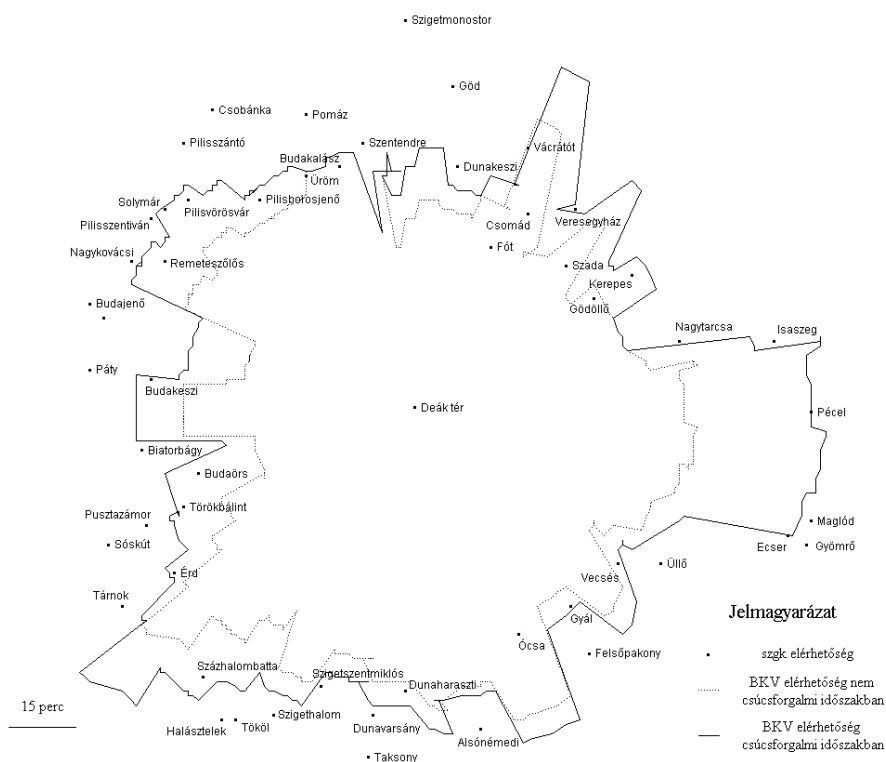 Szigetmonostor
Göd
Csobánka
Pomáz
Pilisszántó
Szentendre
Vácrátót
Budakalász
Dunakeszi
Üröm
Solymár
Pilisborosjenő
Pilisvörösvár
Pilisszentiván
Csomád
Veresegyház
Nagykovácsi
Remeteszőlős
Fót
Szada
Kerepes
Budajenő
Gödöllő
Nagytarcsa
Isaszeg
Páty
Budakeszi
Deák tér
Pécel
Biatorbágy
Budaörs
Törökbálint
Pusztazámor
Maglód
Sóskút
Ecser
Gyömrő
Érd
Vecsés
Üllő
Tárnok
Gyál
Jelmagyarázat
Ócsa
Felsőpakony
szgk. elérhetőség
Százhalombatta
Szigetszentmiklós
Dunaharaszti
BKV elérhetőség nem
csúcsforgalmi időszakban
15 perc
Halásztelek
Tököl
Szigethalom
Dunavarsány
Alsónémedi
BKV elérhetőség
csúcsforgalmi időszakban
Taksony